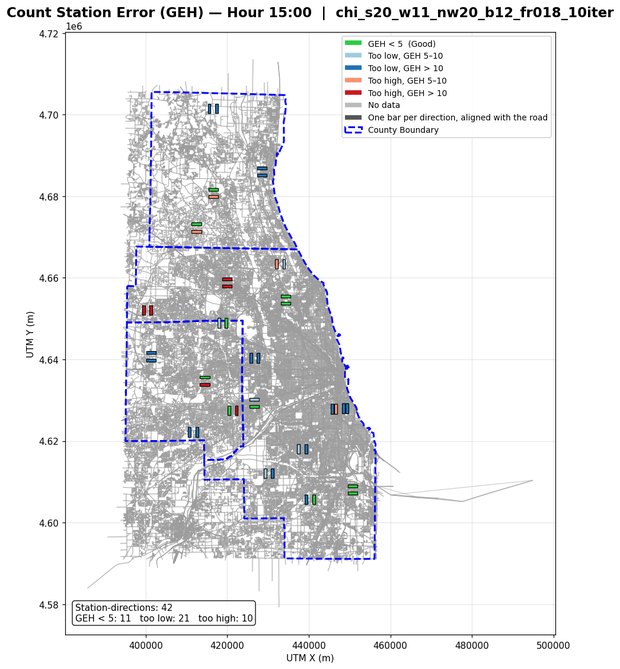 Count Station Error (GEH) — Hour 15:00 | chi_s20_w11_nw20_b12_fr018_10iter
1e6
GEH < 5 (Good)
Too low, GEH 5–10
Too low, GEH > 10
Too high, GEH 5–10
Too high, GEH > 10
No data
One bar per direction, aligned with the road
County Boundary
4.72
4.70
4.68
4.66
4.64
4.62
4.60
4.58
UTM Y (m)
Station-directions: 42
GEH < 5: 11 too low: 21 too high: 10
400000 420000 440000 460000 480000 500000
UTM X (m)